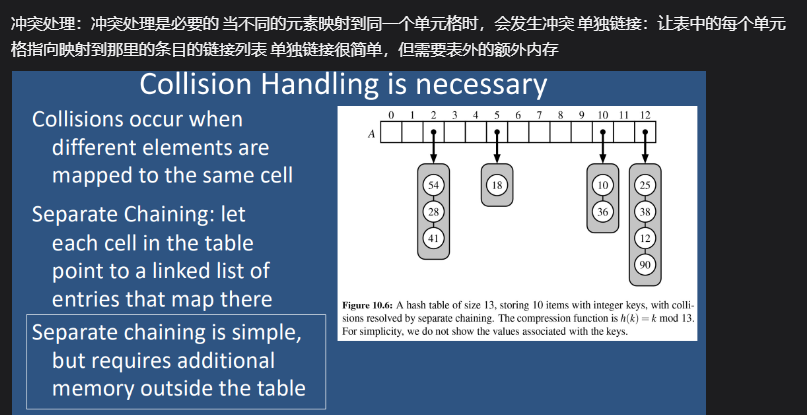 冲突处理：冲突处理是必要的 当不同的元素映射到同一个单元格时，会发生冲突 单独链接：让表中的每个单元
格指向映射到那里的条目的链接列表 单独链接很简单，但需要表外的额外内存
Collision Handling is necessary
Collisions occur when
different elements are
mapped to the same cell
Separate Chaining: let
each cell in the table
point to a linked list of
entries that map there
Separate chaining is simple,
but requires additional
memory outside the table
0 1 2 3 4 5 6 7 8 9 10 11 12
A
54 18 10 25
28 36 38
41 12
90
Figure 10.6: A hash table of size 13, storing 10 items with integer keys, with colli-
sions resolved by separate chaining. The compression function is h(k) = k mod 13.
For simplicity, we do not show the values associated with the keys.